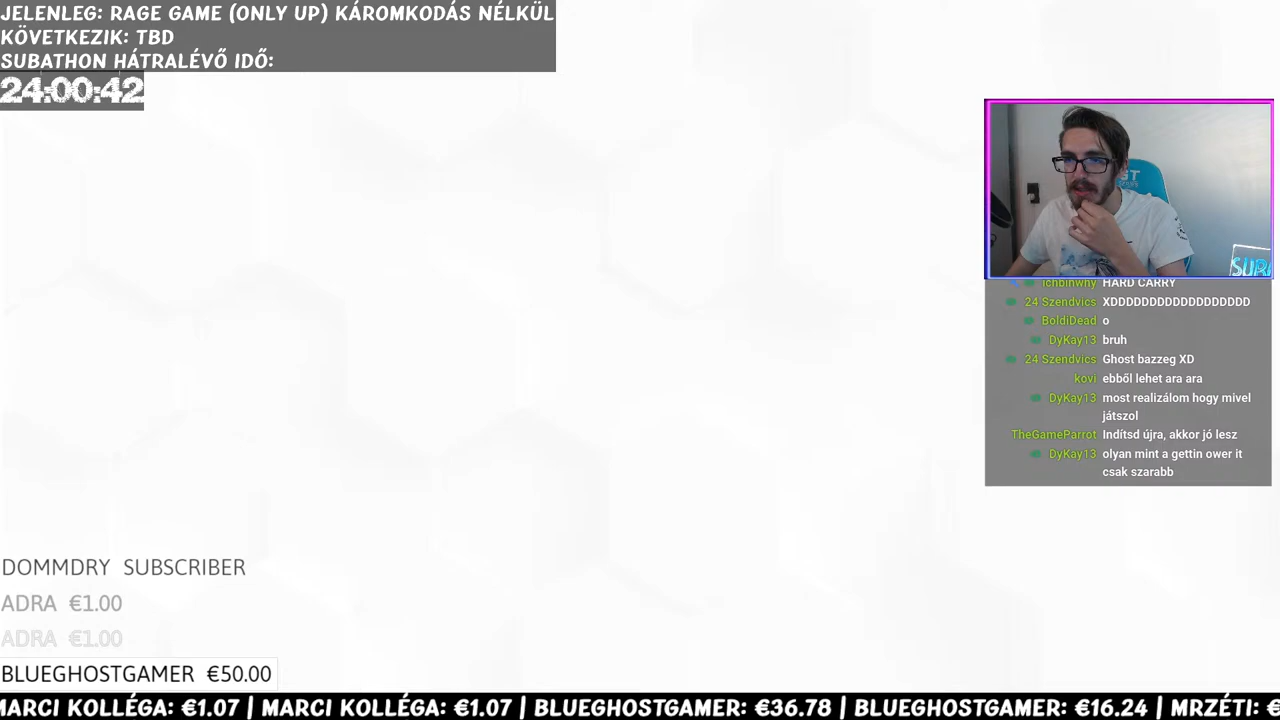 JELENLEG: RAGE GAME (ONLY UP) KÁROMKODÁS NÉLKÜL
KÖVETKEZIK: TBD
SUBATHON HÁTRALÉVŐ IDŐ:
24:00:42
ichbinwhy HARD CARRY
24 Szendvics XDDDDDDDDDDDDDDDDDDD
BoldiDead o
DyKay13 bruh
24 Szendvics Ghost bazzeg XD
kovi ebből lehet ara ara
DyKay13 most realizálom hogy mivel
játszol
TheGameParrot Indítsd újra, akkor jó lesz
DyKay13 olyan mint a gettin ower it
csak szarabb
DOMMDRY SUBSCRIBER
ADRA €1.00
ADRA €1.00
BLUEGHOSTGAMER €50.00
MARCI KOLLÉGA: €1.07 | MARCI KOLLÉGA: €1.07 | BLUEGHOSTGAMER: €36.78 | BLUEGHOSTGAMER: €16.24 | MRZÉTI: €